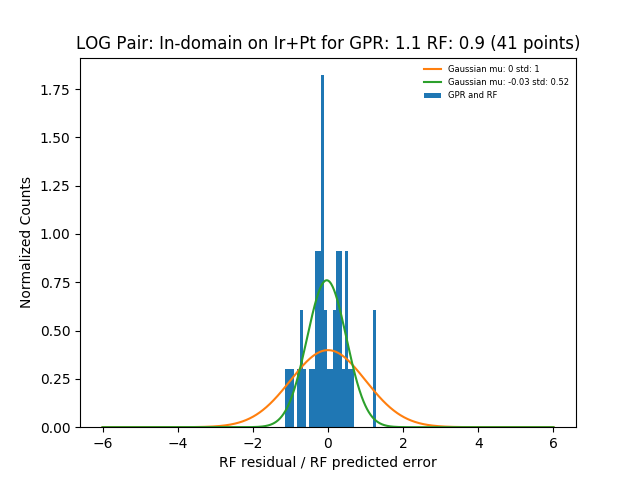 LOG Pair: In-domain on Ir+Pt for GPR: 1.1 RF: 0.9 (41 points)
Gaussian mu: 0 std: 1
Gaussian mu: -0.03 std: 0.52
GPR and RF
Normalized Counts
1.75
1.50
1.25
1.00
0.75
0.50
0.25
0.00
−6
−4
−2
0
2
4
6
RF residual / RF predicted error